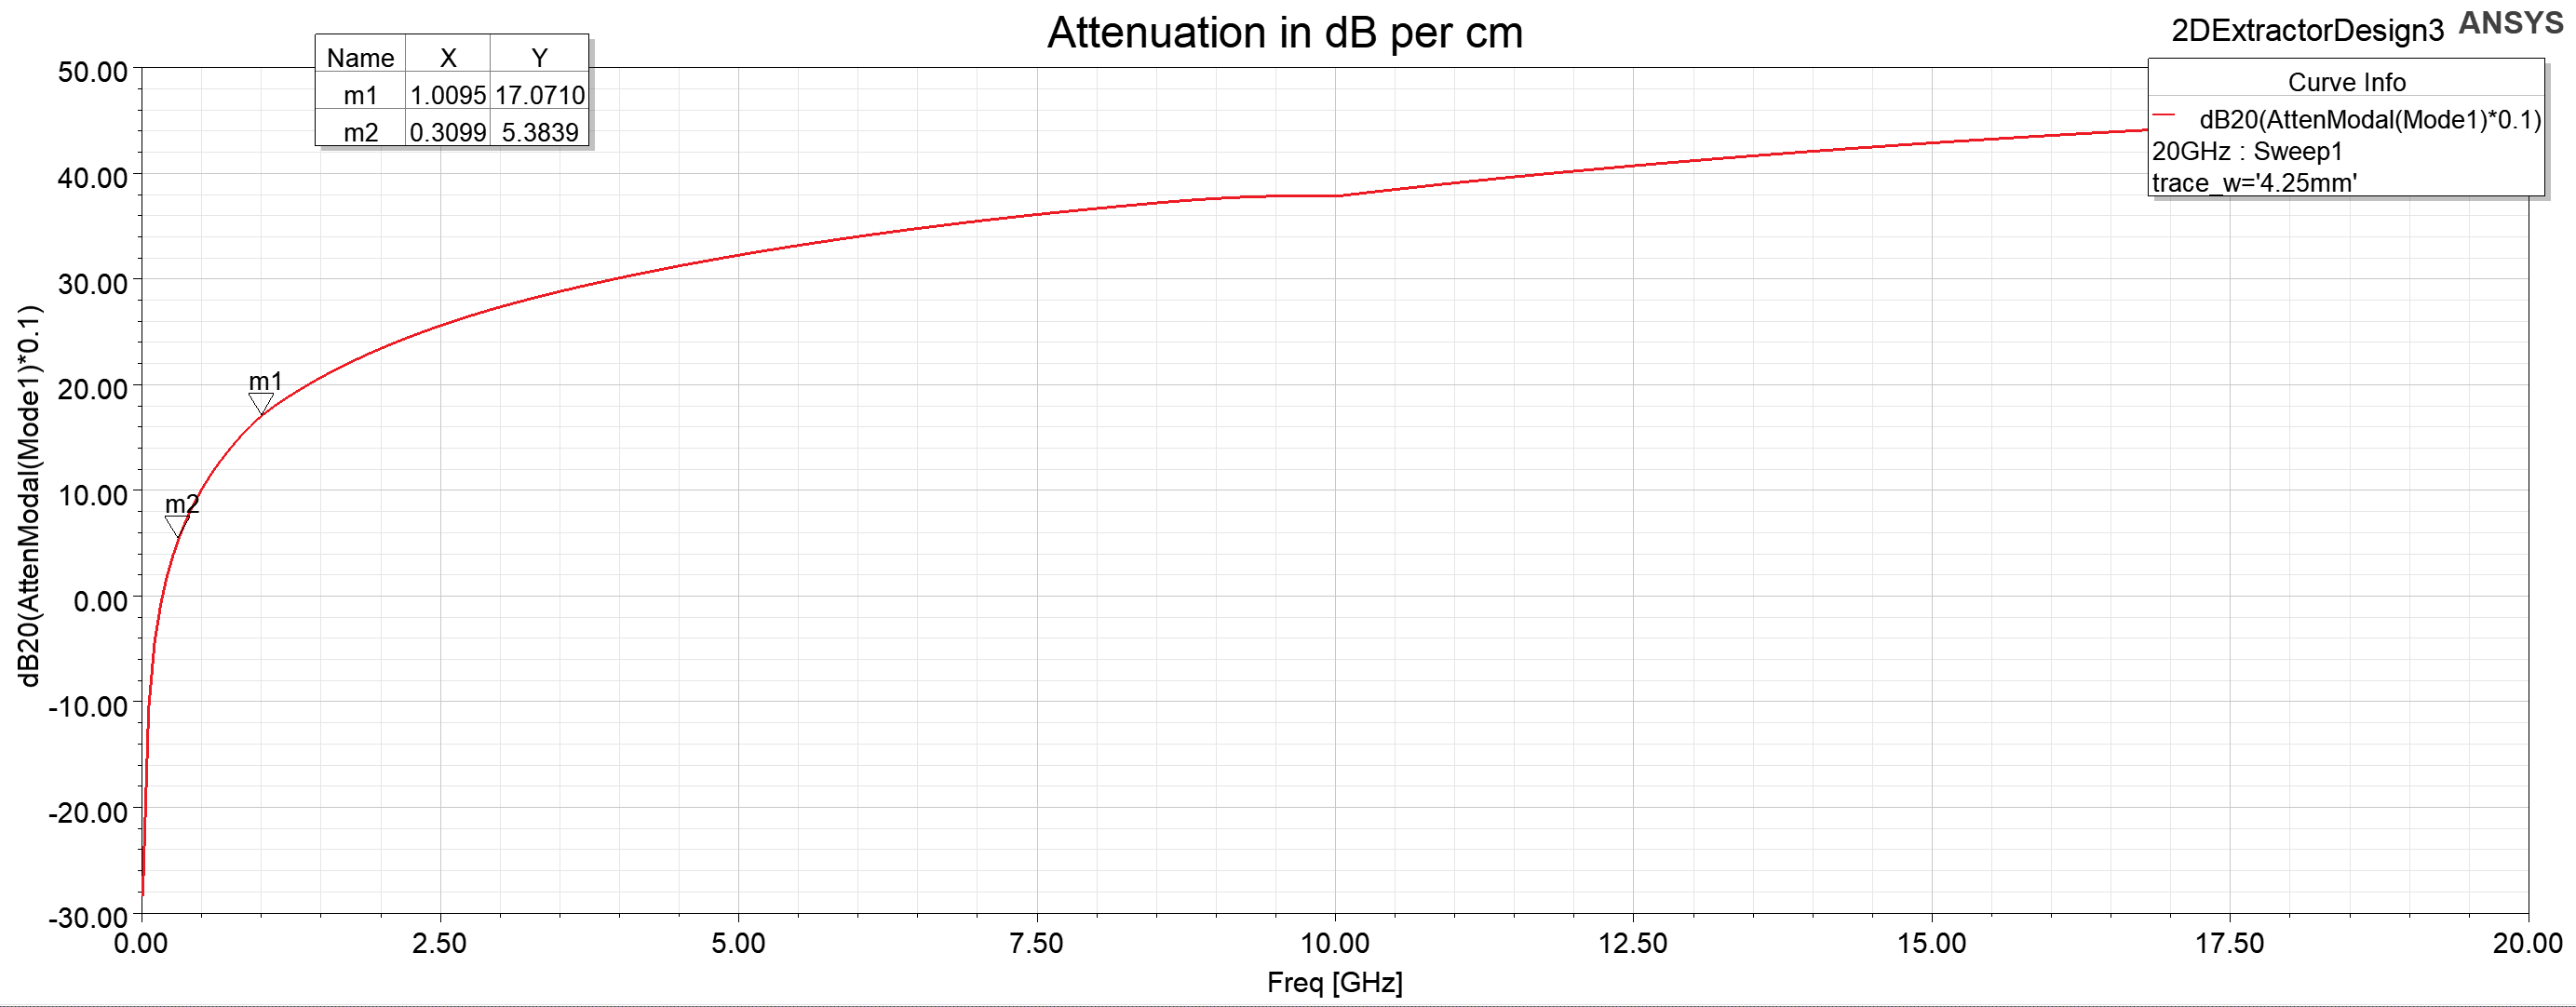 Attenuation in dB per cm
2DExtractorDesign3
ANSYS
Name X Y
m1 1.0095 17.0710
m2 0.3099 5.3839
Curve Info
dB20(AttenModal(Mode1)*0.1)
20GHz : Sweep1
trace_w='4.25mm'
dB20(AttenModal(Mode1)*0.1)
50.00
40.00
30.00
20.00
10.00
0.00
-10.00
-20.00
-30.00
m1
m2
0.00 2.50 5.00 7.50 10.00 12.50 15.00 17.50 20.00
Freq [GHz]